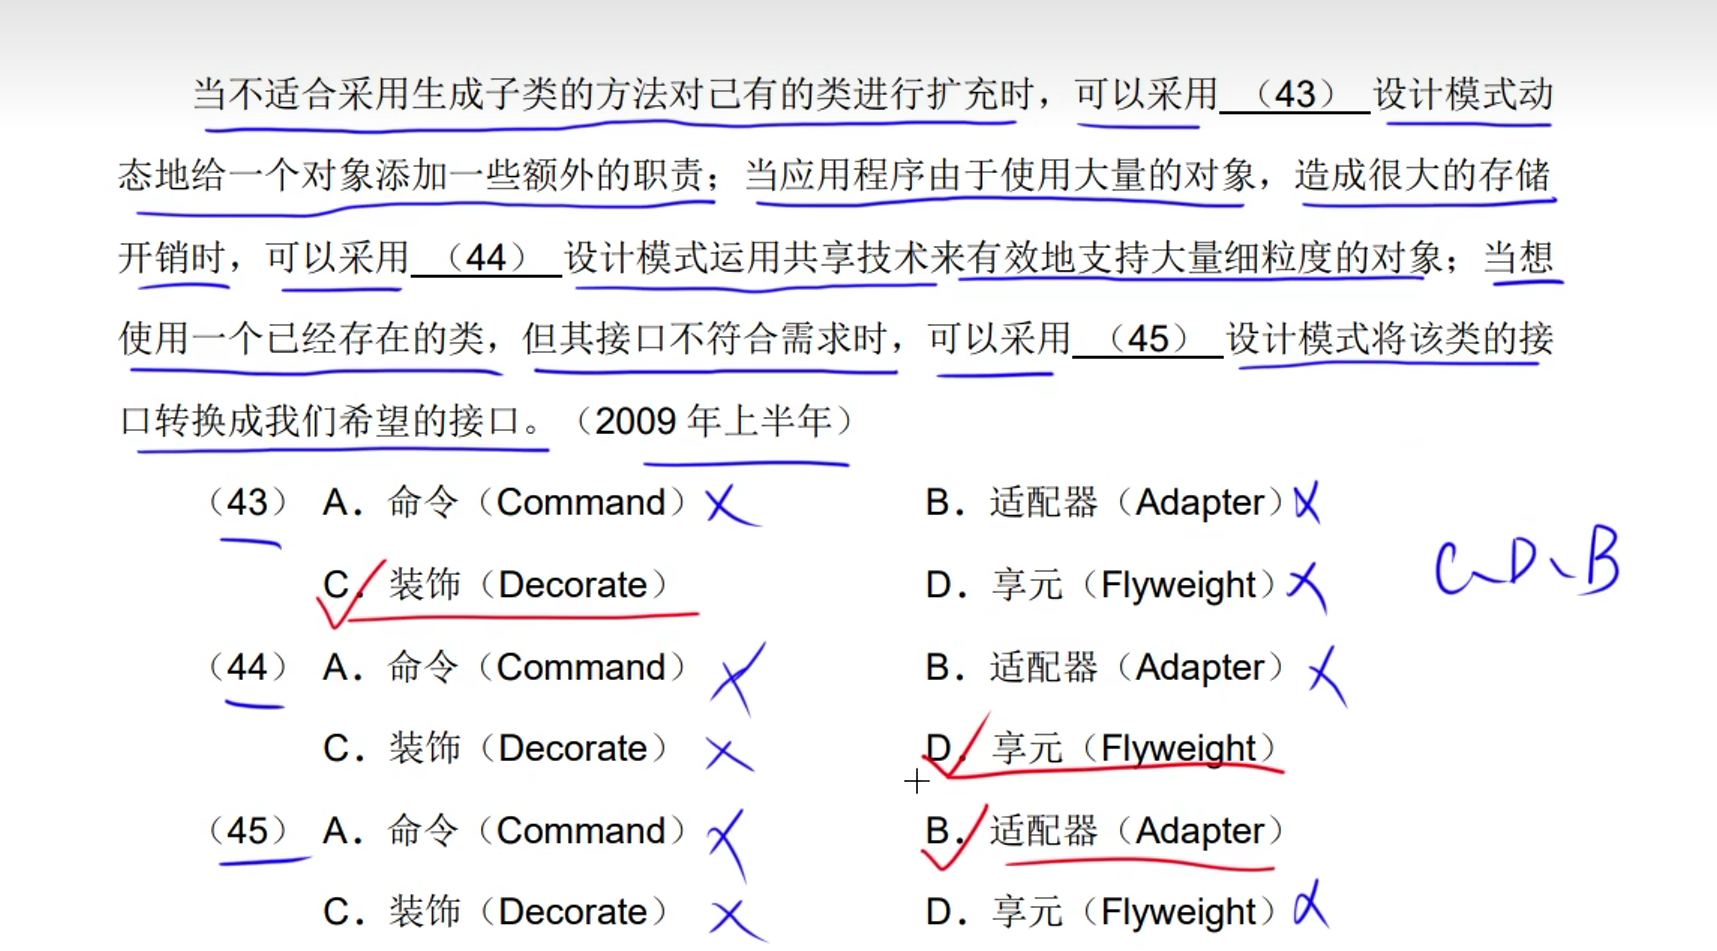 当不适合采用生成子类的方法对己有的类进行扩充时，可以采用（43）设计模式动
态地给一个对象添加一些额外的职责；当应用程序由于使用大量的对象，造成很大的存储
开销时，可以采用（44）设计模式运用共享技术来有效地支持大量细粒度的对象；当想
使用一个已经存在的类，但其接口不符合需求时，可以采用（45）设计模式将该类的接
口转换成我们希望的接口。（2009 年上半年）
（43） A．命令（Command） B．适配器（Adapter）
C．装饰（Decorate） D．享元（Flyweight）
C、D、B
（44） A．命令（Command） B．适配器（Adapter）
C．装饰（Decorate） D．享元（Flyweight）
（45） A．命令（Command） B．适配器（Adapter）
C．装饰（Decorate） D．享元（Flyweight）